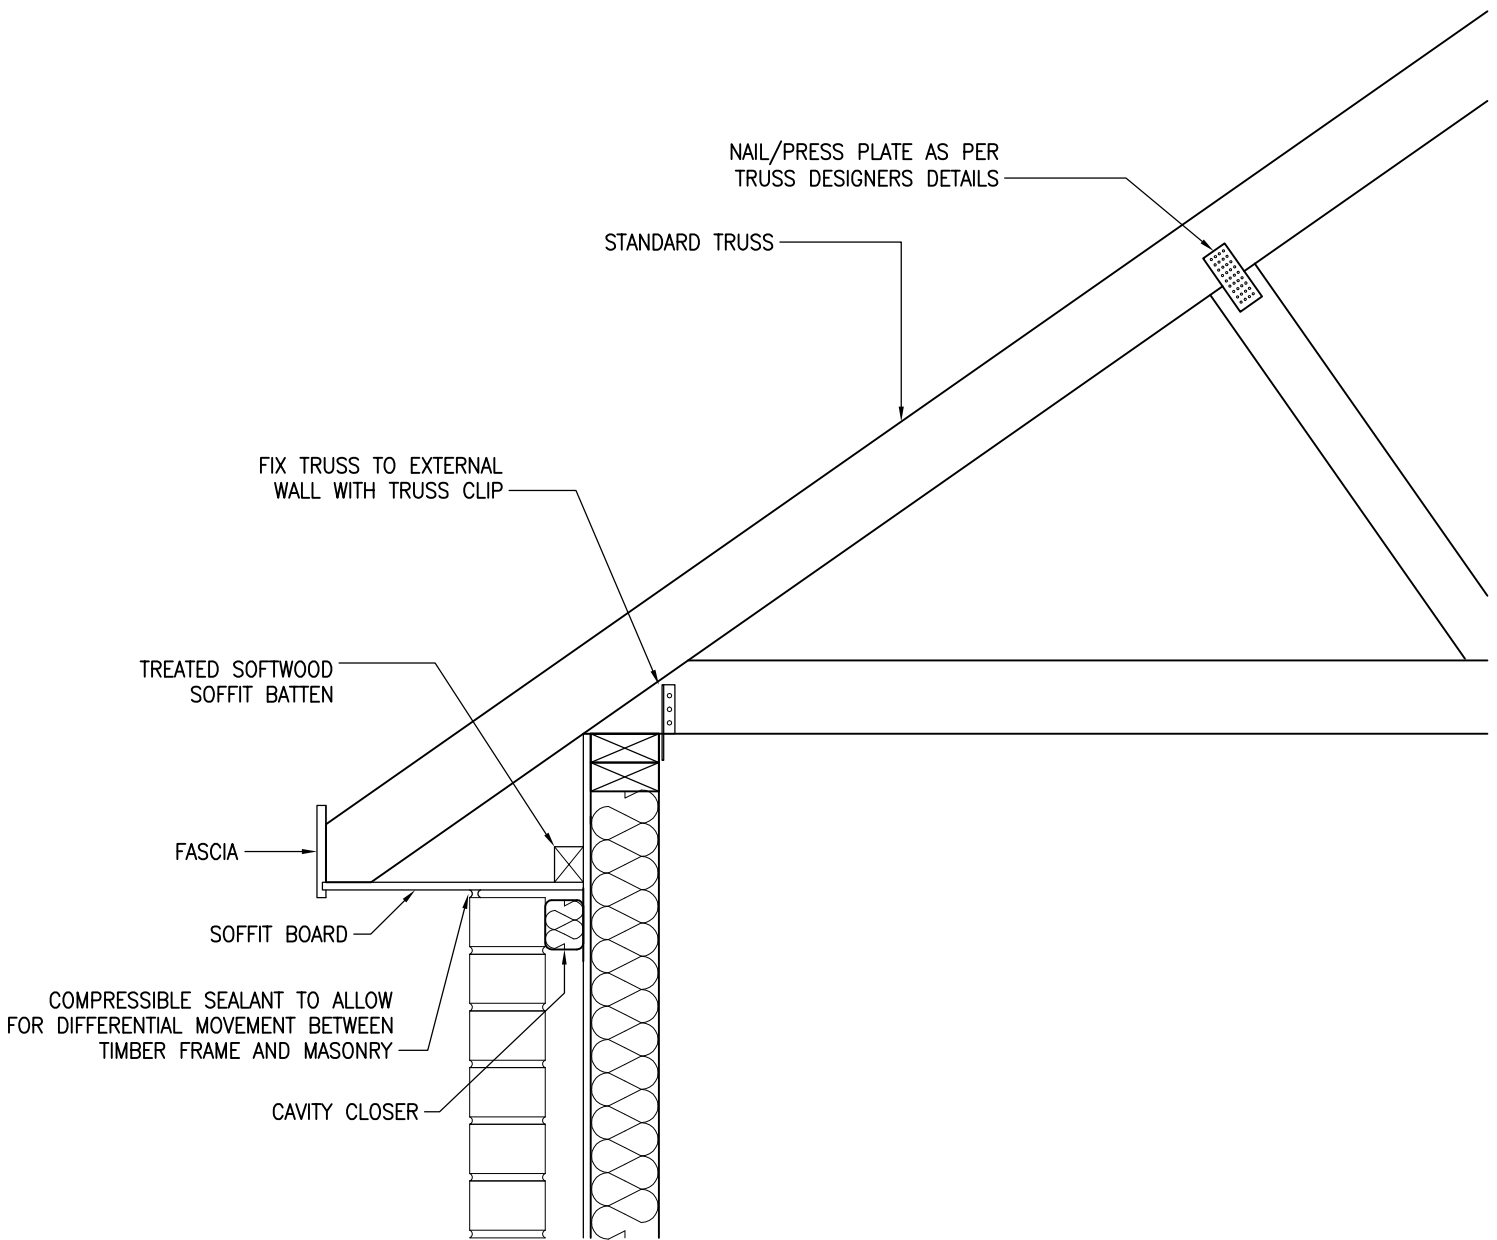 NAIL/PRESS PLATE AS PER
TRUSS DESIGNERS DETAILS
STANDARD TRUSS
FIX TRUSS TO EXTERNAL
WALL WITH TRUSS CLIP
TREATED SOFTWOOD
SOFFIT BATTEN
FASCIA
SOFFIT BOARD
COMPRESSIBLE SEALANT TO ALLOW
FOR DIFFERENTIAL MOVEMENT BETWEEN
TIMBER FRAME AND MASONRY
CAVITY CLOSER